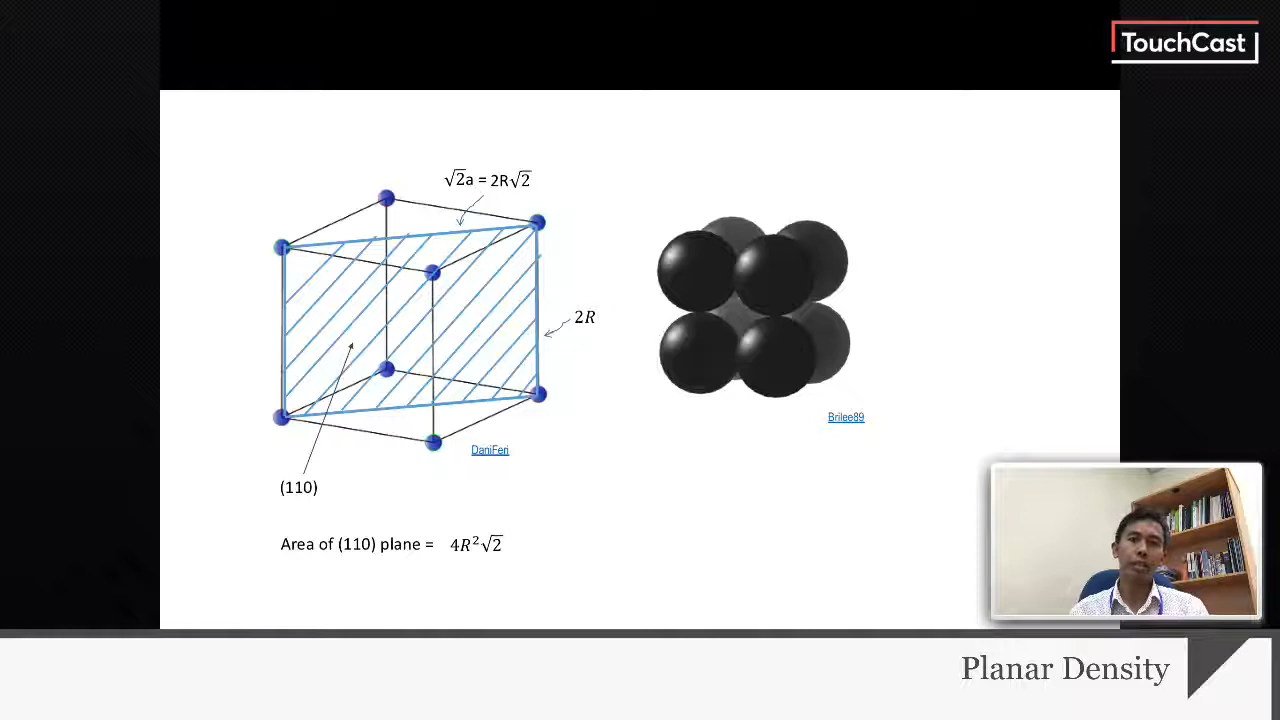 TouchCast
√2a = 2R√2
2R
Brilee89
DaniFeri
(110)
Area of (110) plane = 4R²√2
Planar Density